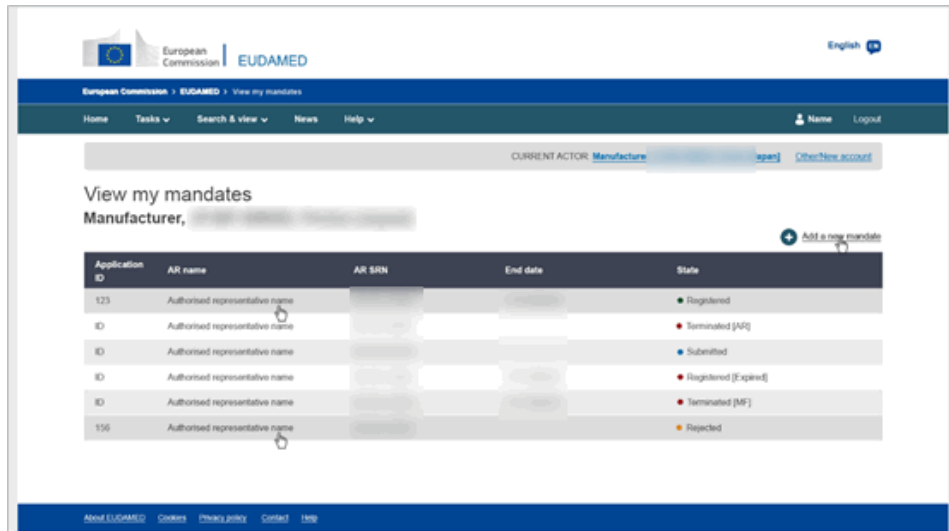 European
Commission
EUDAMED
English EN
European Commission > EUDAMED > View my mandates
Home Tasks Search & view News Help Name Logout
CURRENT ACTOR: Manufacture apan] Other/New account
View my mandates
Manufacturer,
Add a new mandate
Application ID AR name AR SRN End date State
123 Authorised representative name Registered
ID Authorised representative name Terminated [AR]
ID Authorised representative name Submitted
ID Authorised representative name Registered [Expired]
ID Authorised representative name Terminated [MF]
156 Authorised representative name Rejected
About EUDAMED Cookies Privacy policy Contact Help